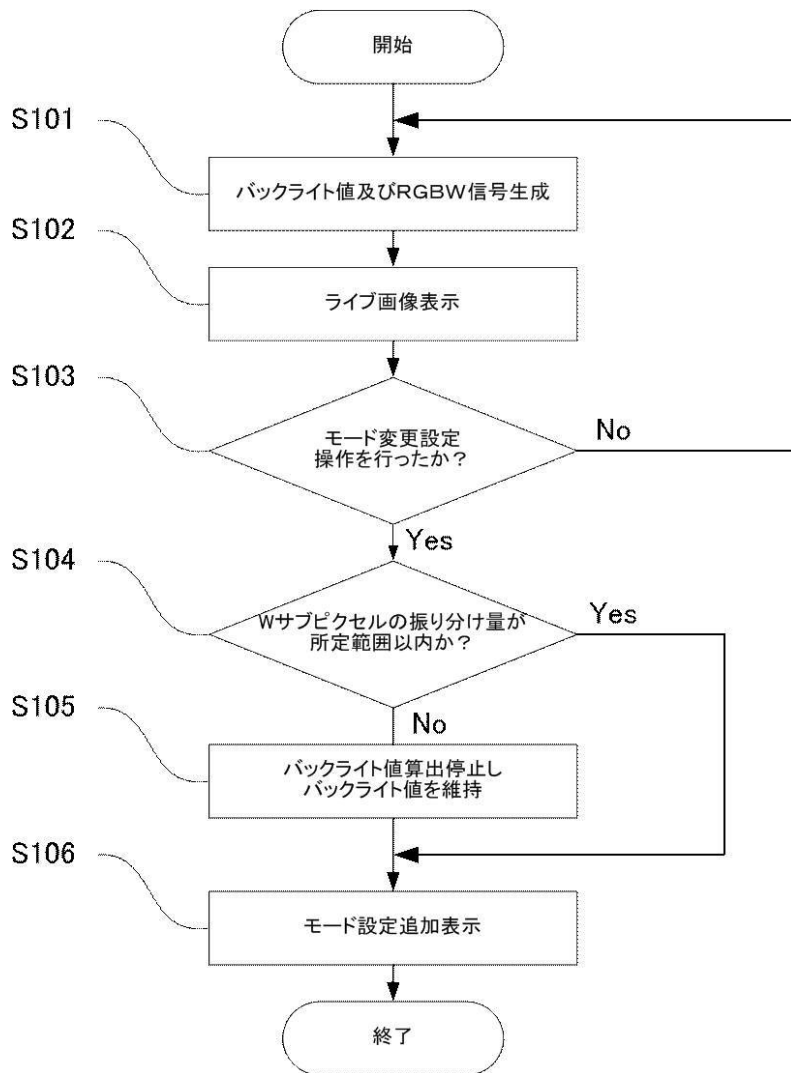 開始
S101
バックライト値及びRGBW信号生成
S102
ライブ画像表示
S103
モード変更設定
操作を行ったか？
No
Yes
S104
Wサブピクセルの振り分け量が
所定範囲以内か？
Yes
No
S105
バックライト値算出停止し
バックライト値を維持
S106
モード設定追加表示
終了